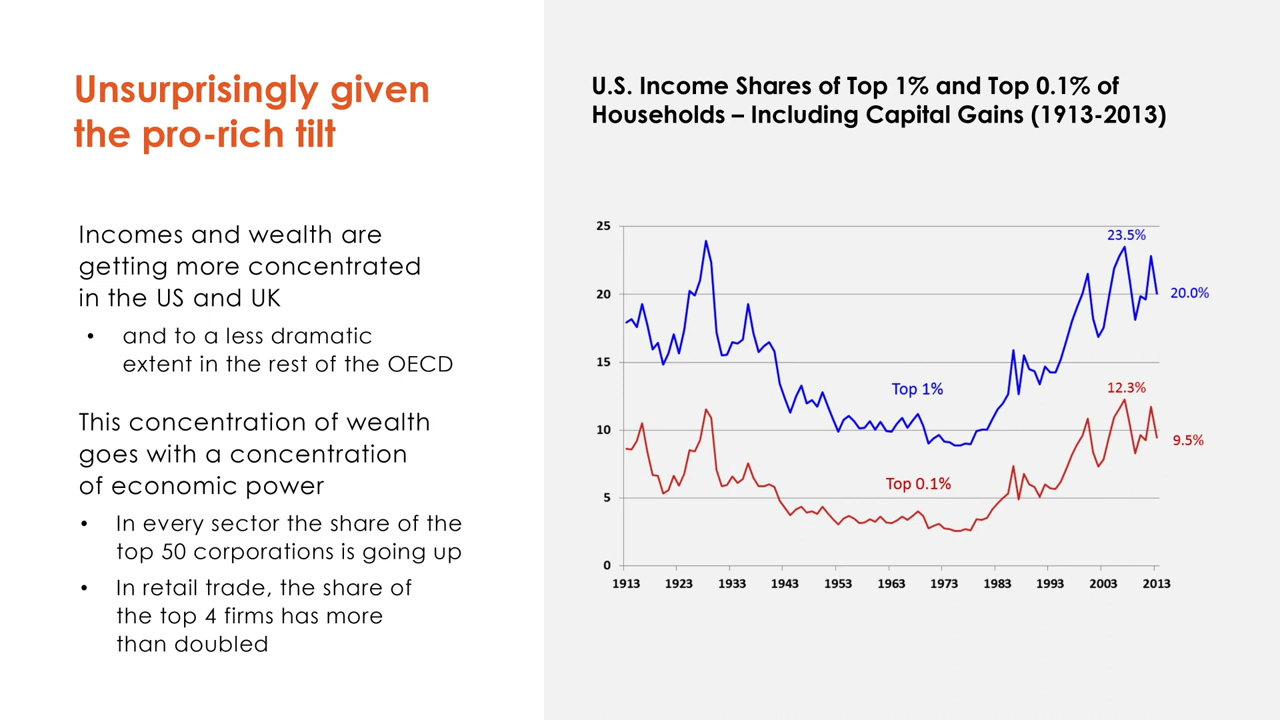 Unsurprisingly given
the pro-rich tilt
Incomes and wealth are
getting more concentrated
in the US and UK
• and to a less dramatic
extent in the rest of the OECD
This concentration of wealth
goes with a concentration
of economic power
• In every sector the share of the
top 50 corporations is going up
• In retail trade, the share of
the top 4 firms has more
than doubled
U.S. Income Shares of Top 1% and Top 0.1% of
Households – Including Capital Gains (1913-2013)
25
23.5%
20
20.0%
15
Top 1%
12.3%
10
9.5%
Top 0.1%
5
0
1913 1923 1933 1943 1953 1963 1973 1983 1993 2003 2013